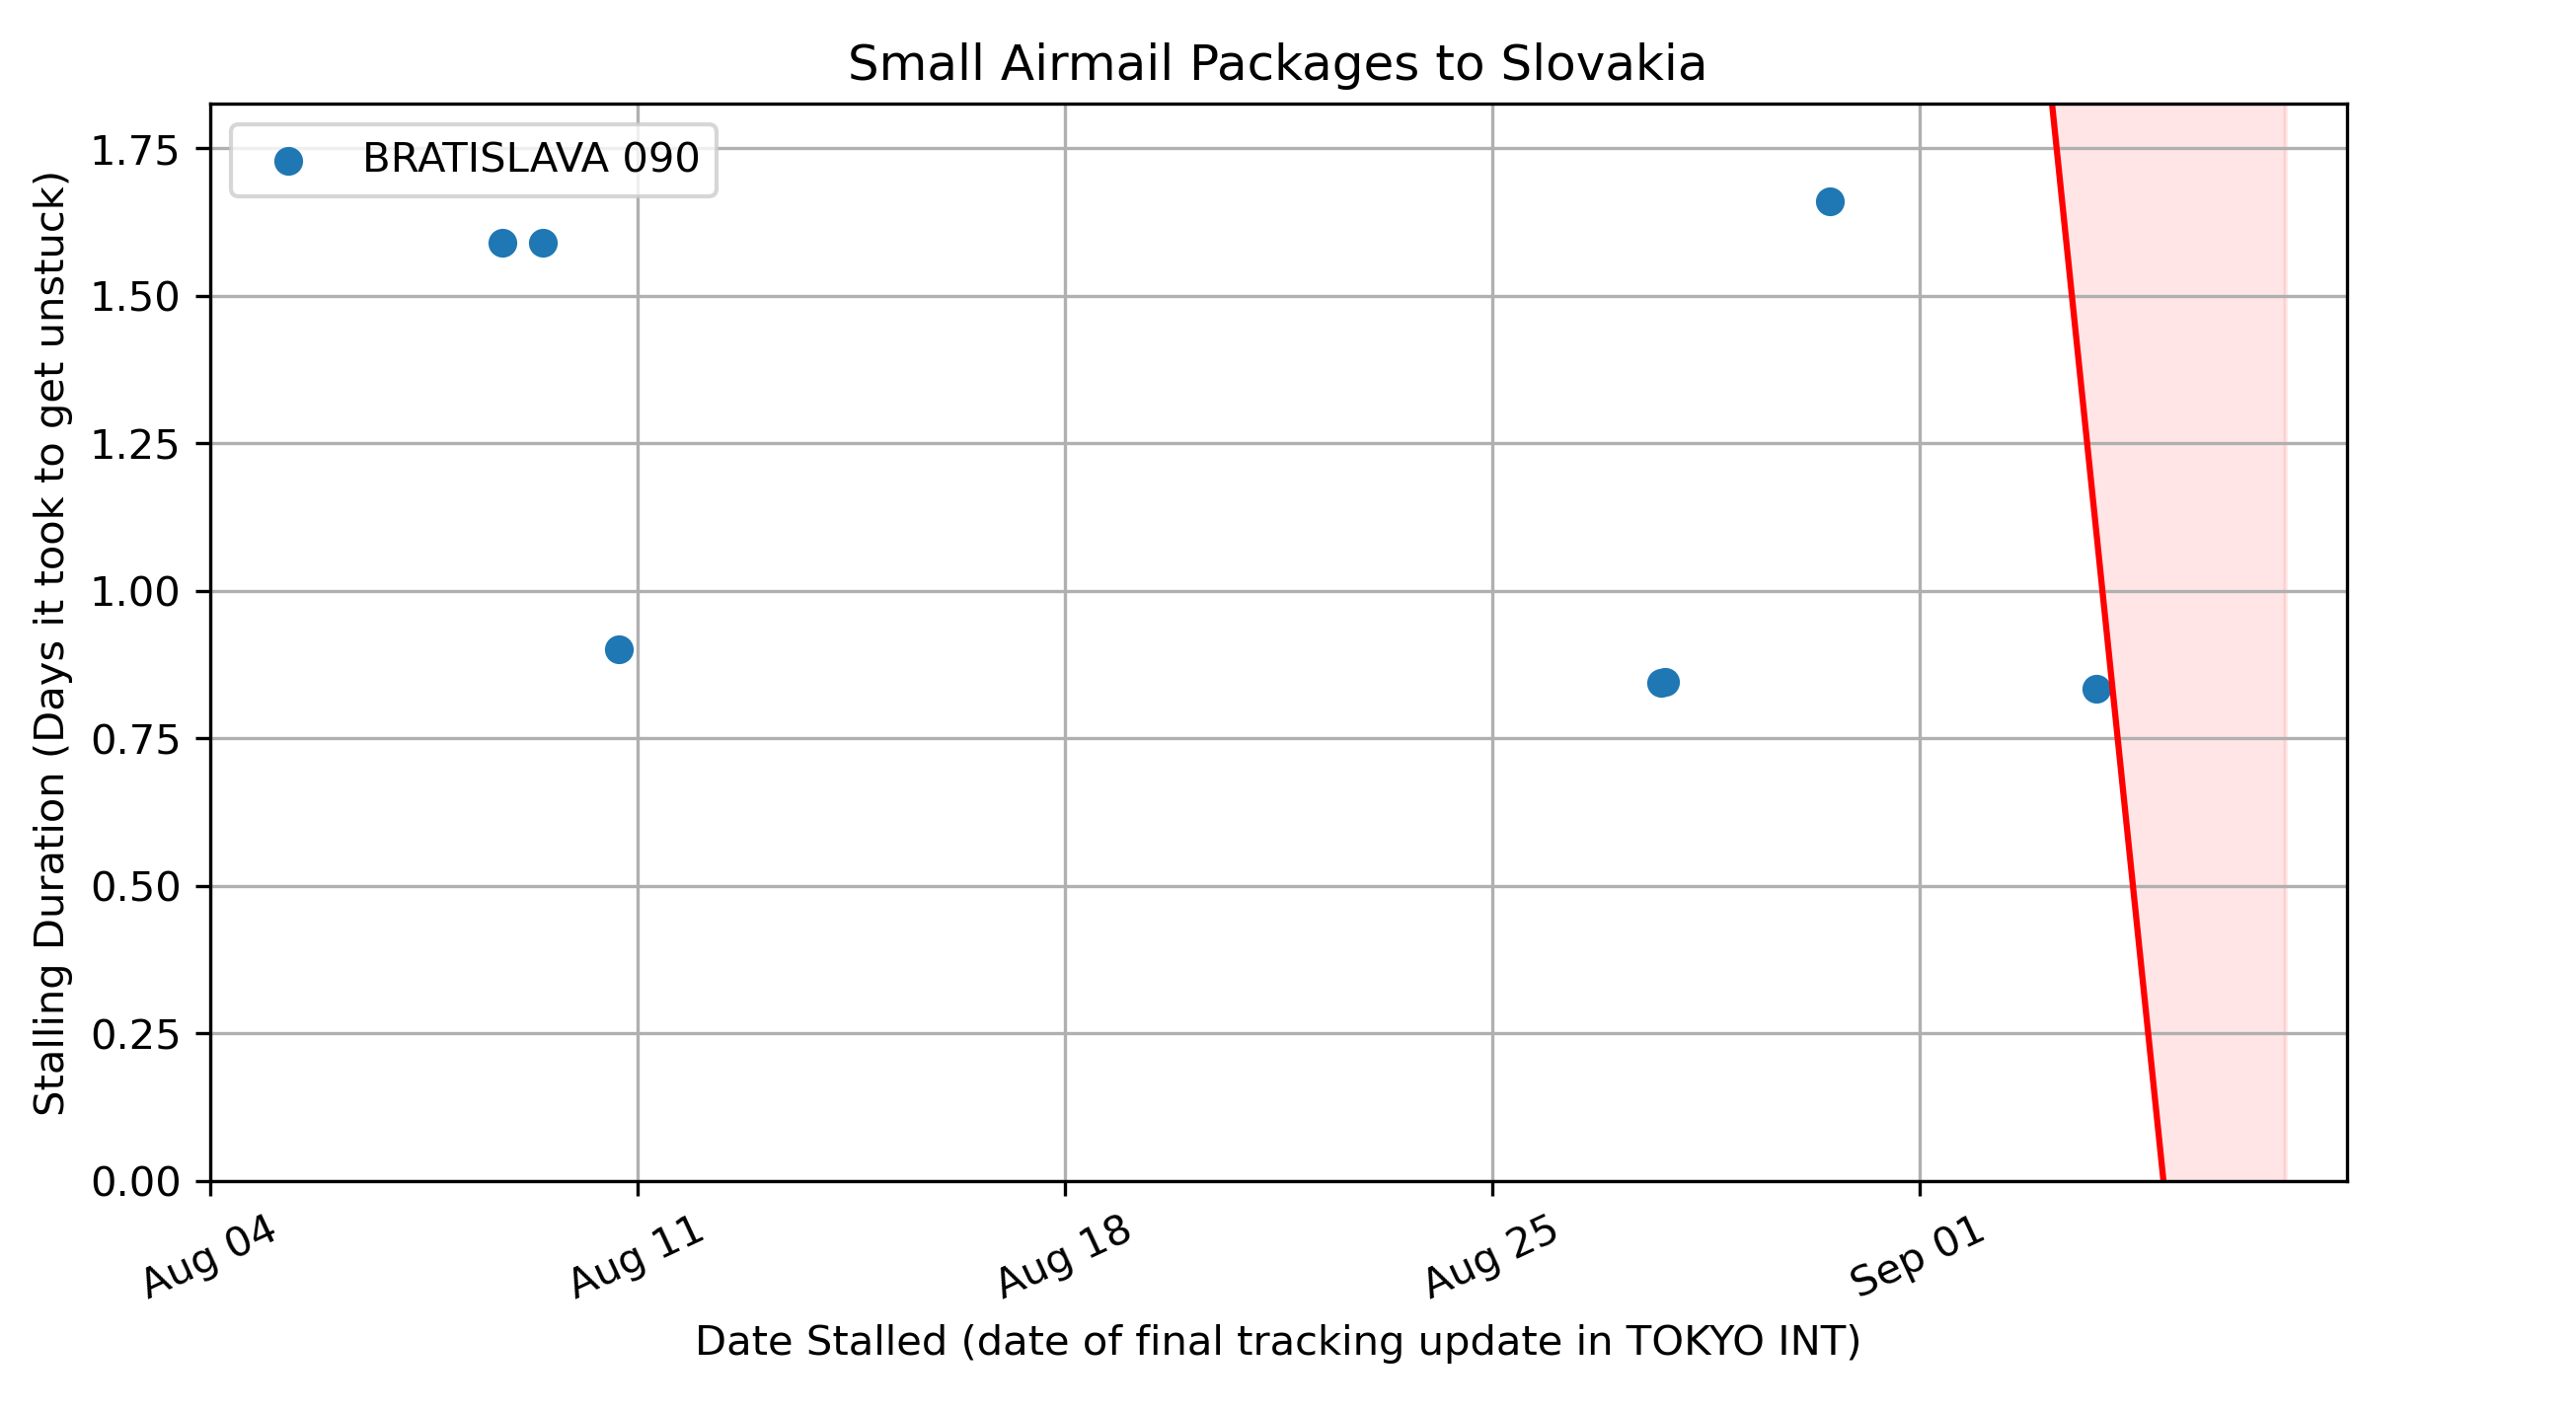 Small Airmail Packages to Slovakia
BRATISLAVA 090
Stalling Duration (Days it took to get unstuck)
1.75
1.50
1.25
1.00
0.75
0.50
0.25
0.00
Aug 04
Aug 11
Aug 18
Aug 25
Sep 01
Date Stalled (date of final tracking update in TOKYO INT)